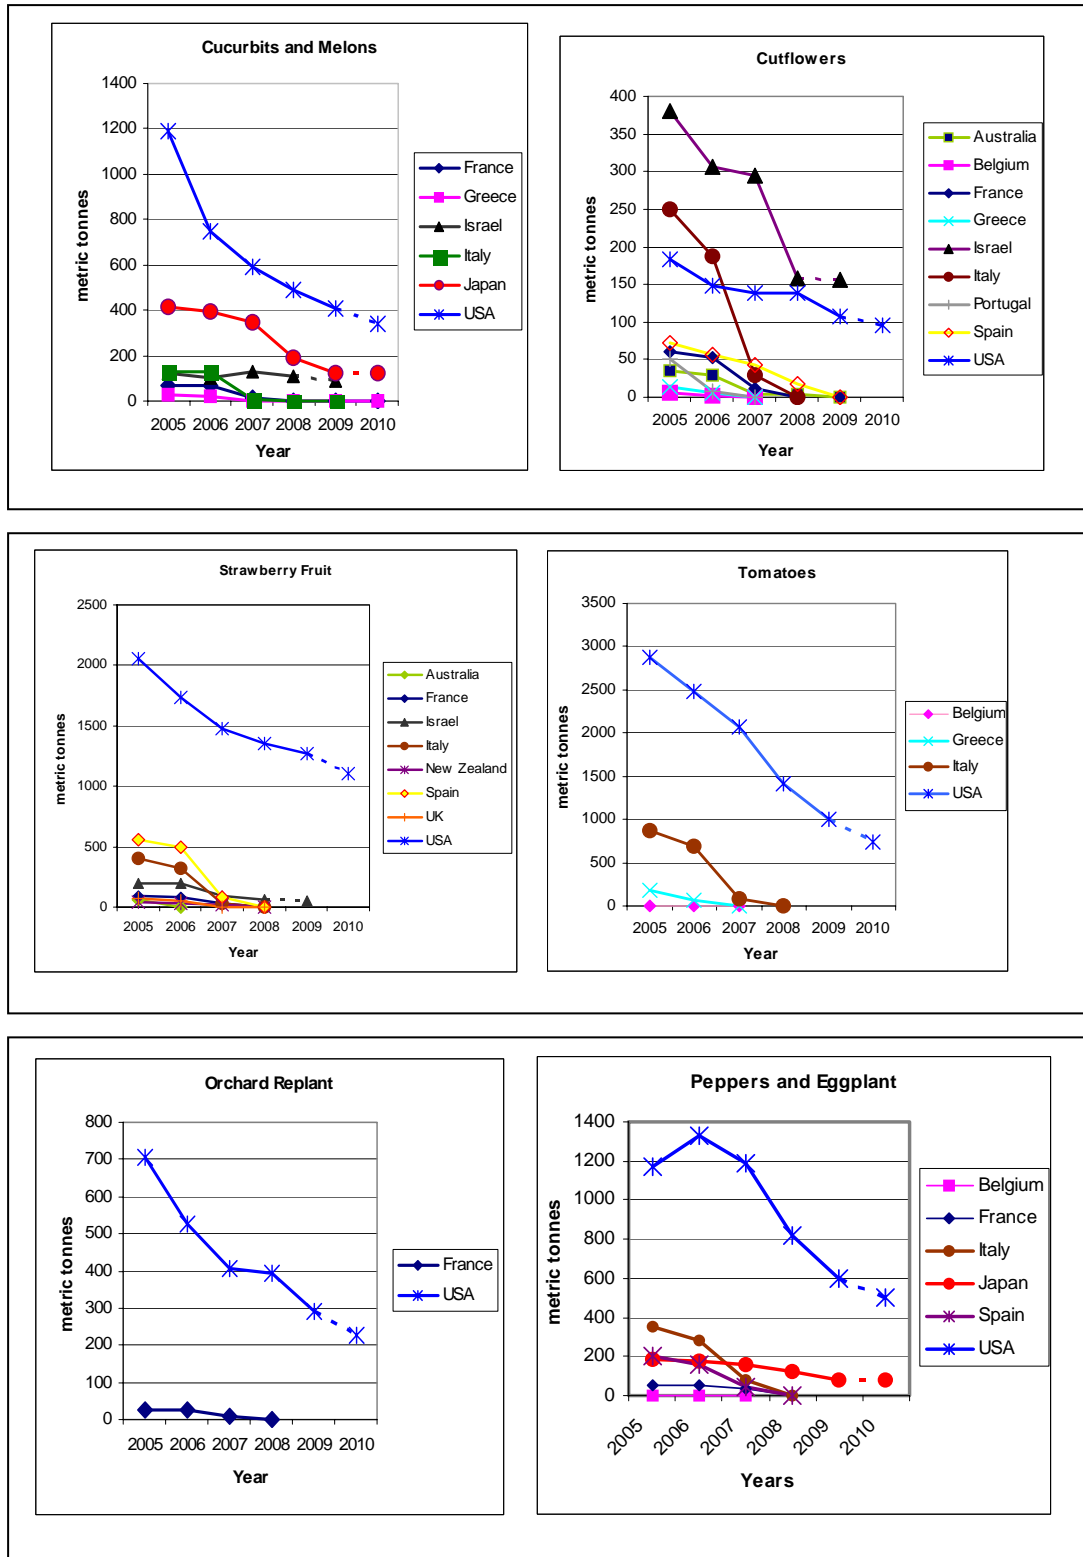 Cucurbits and Melons
1400
1200
1000
800
600
400
200
0
metric tonnes
2005 2006 2007 2008 2009 2010
Year
France
Greece
Israel
Italy
Japan
USA
Cutflowers
400
350
300
250
200
150
100
50
0
metric tonnes
2005 2006 2007 2008 2009 2010
Year
Australia
Belgium
France
Greece
Israel
Italy
Portugal
Spain
USA
Strawberry Fruit
2500
2000
1500
1000
500
0
metric tonnes
2005 2006 2007 2008 2009 2010
Year
Australia
France
Israel
Italy
New Zealand
Spain
UK
USA
Tomatoes
3500
3000
2500
2000
1500
1000
500
0
metric tonnes
2005 2006 2007 2008 2009 2010
Year
Belgium
Greece
Italy
USA
Orchard Replant
800
700
600
500
400
300
200
100
0
metric tonnes
2005 2006 2007 2008 2009 2010
Year
France
USA
Peppers and Eggplant
1400
1200
1000
800
600
400
200
0
metric tonnes
2005 2006 2007 2008 2009 2010
Years
Belgium
France
Italy
Japan
Spain
USA